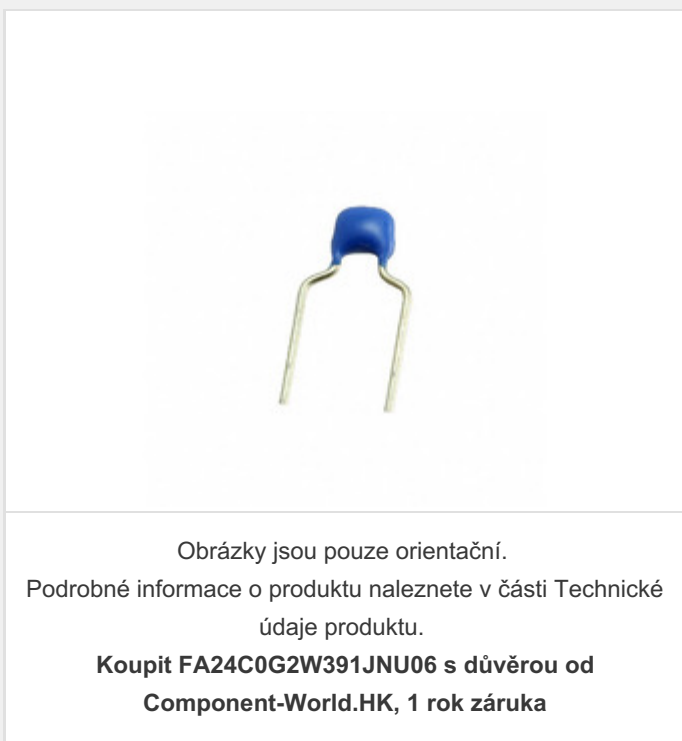 Obrázky jsou pouze orientační.
Podrobné informace o produktu naleznete v části Technické
údaje produktu.
Koupit FA24C0G2W391JNU06 s důvěrou od
Component-World.HK, 1 rok záruka